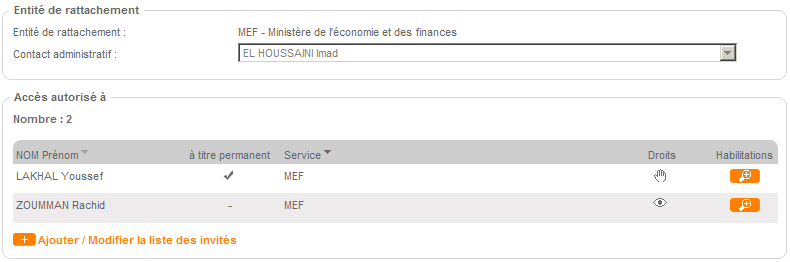 Entité de rattachement
Entité de rattachement : MEF - Ministère de l'économie et des finances
Contact administratif : EL HOUSSAINI Imad
Accès autorisé à
Nombre : 2
NOM Prénom à titre permanent Service Droits Habilitations
LAKHAL Youssef MEF
ZOUMMAN Rachid - MEF
Ajouter / Modifier la liste des invités